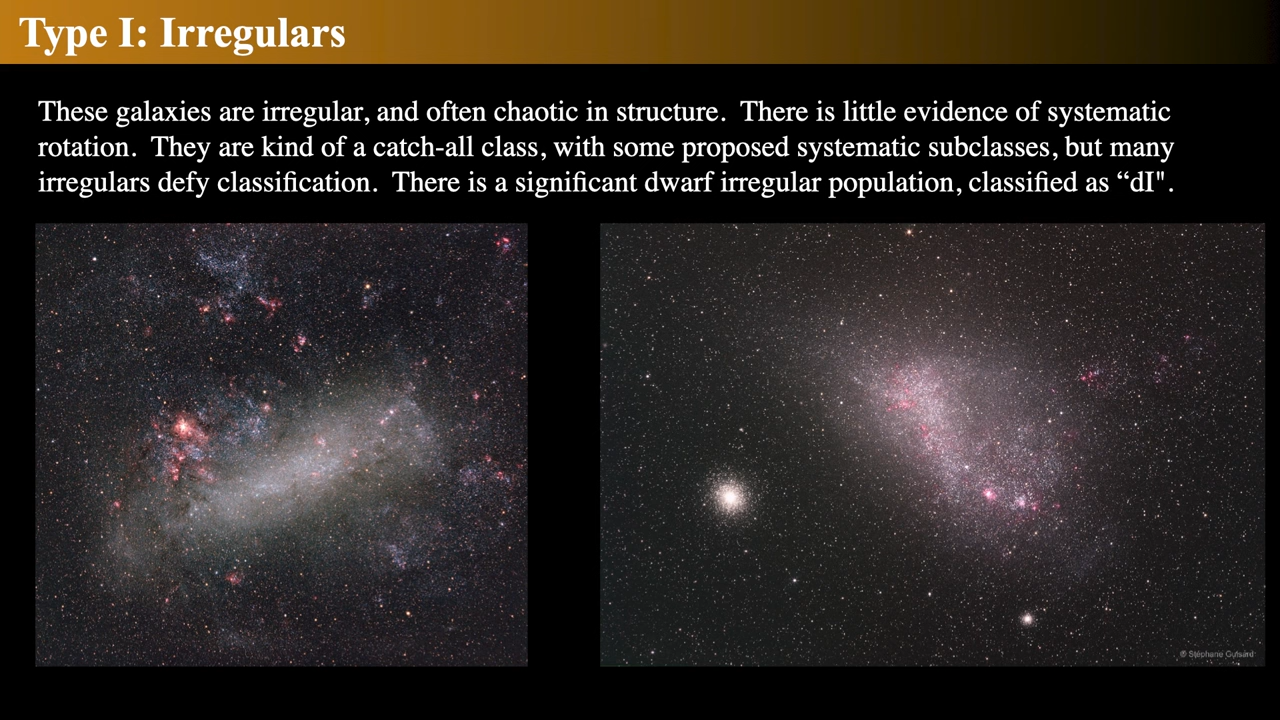 Type I: Irregulars
These galaxies are irregular, and often chaotic in structure.  There is little evidence of systematic
rotation.  They are kind of a catch-all class, with some proposed systematic subclasses, but many
irregulars defy classification.  There is a significant dwarf irregular population, classified as “dI".
© Stéphane Guisard